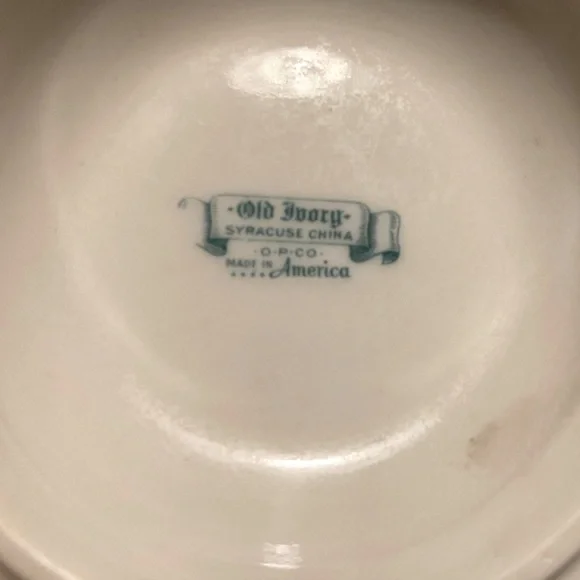 ·Old Ivory·
SYRACUSE CHINA
·O·P·CO·
MADE IN America